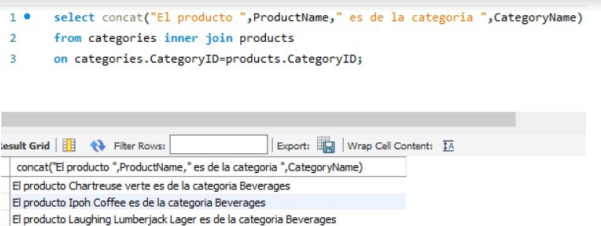 1 select concat("El producto ",ProductName," es de la categoria ",CategoryName)
2 from categories inner join products
3 on categories.CategoryID=products.CategoryID;
Result Grid Filter Rows: Export: Wrap Cell Content: IA
concat("El producto ",ProductName," es de la categoria ",CategoryName)
El producto Chartreuse verte es de la categoria Beverages
El producto Ipoh Coffee es de la categoria Beverages
El producto Laughing Lumberjack Lager es de la categoria Beverages